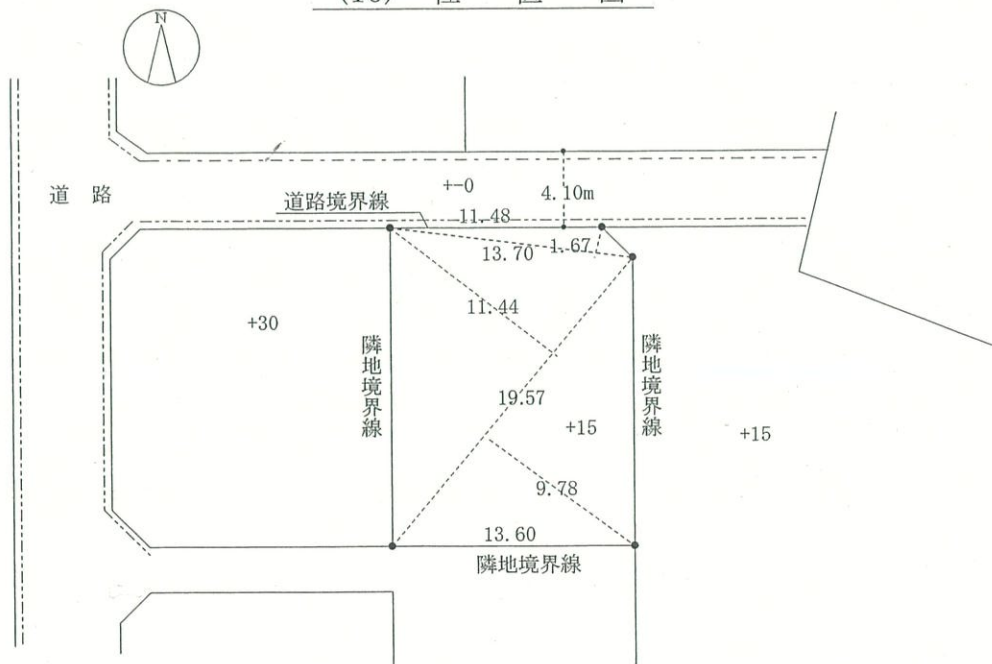 N
道 路
+-0
4.10m
道路境界線
11.48
1.67
13.70
11.44
+30
隣地境界線
隣地境界線
19.57
+15
+15
9.78
13.60
隣地境界線